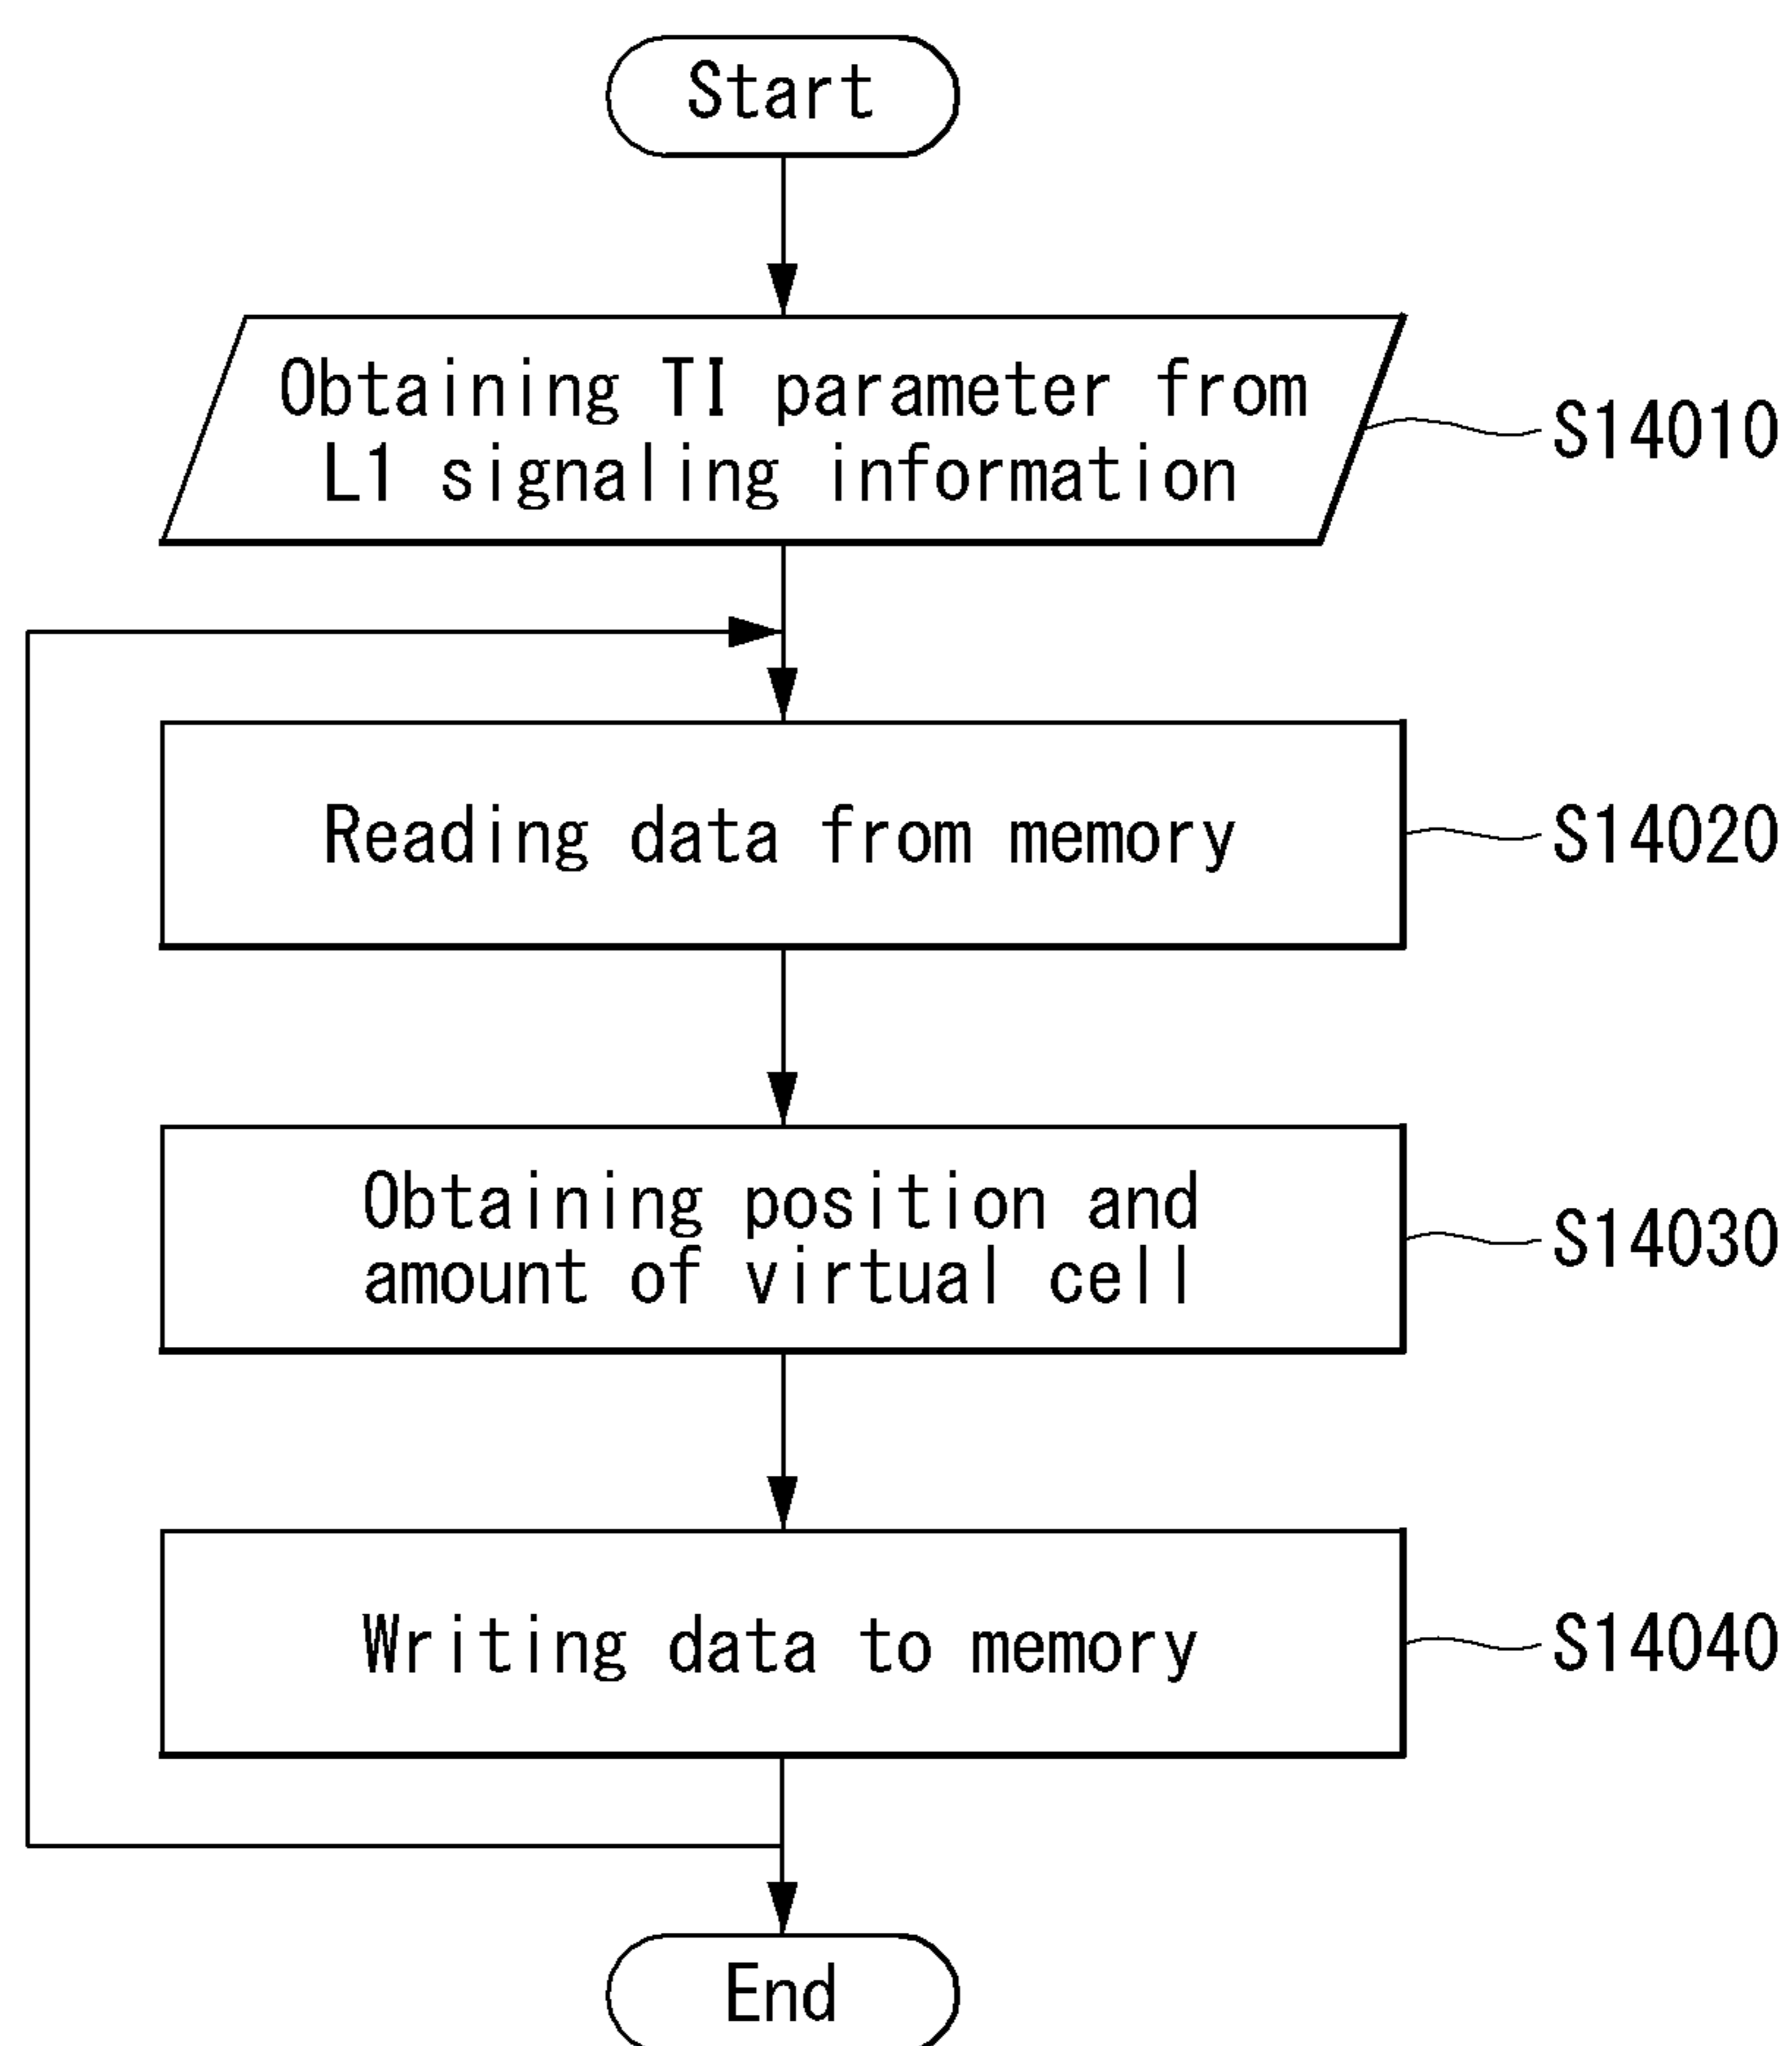 Start
Obtaining TI parameter from
L1 signaling information
S14010
Reading data from memory
S14020
Obtaining position and
amount of virtual cell
S14030
Writing data to memory
S14040
End